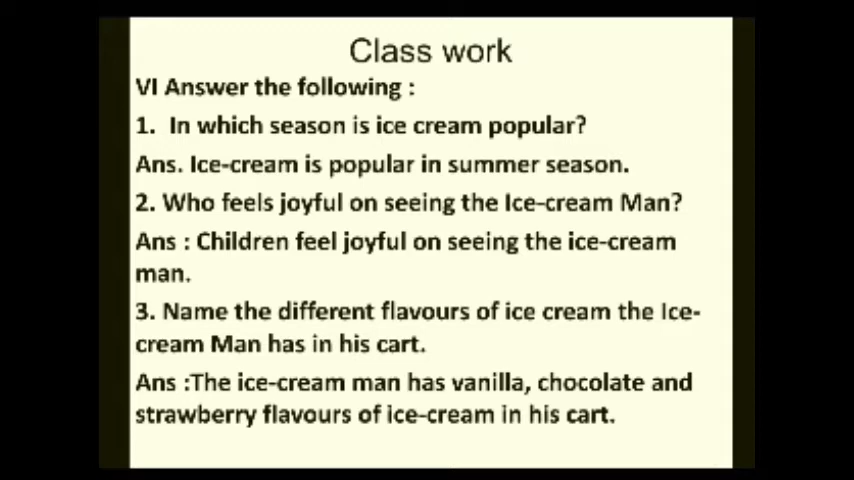 Class work
VI Answer the following :
1. In which season is ice cream popular?
Ans. Ice-cream is popular in summer season.
2. Who feels joyful on seeing the Ice-cream Man?
Ans : Children feel joyful on seeing the ice-cream
man.
3. Name the different flavours of ice cream the Ice-
cream Man has in his cart.
Ans :The ice-cream man has vanilla, chocolate and
strawberry flavours of ice-cream in his cart.